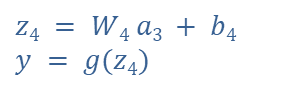 z₄ = W₄ a₃ + b₄
y = g(z₄)